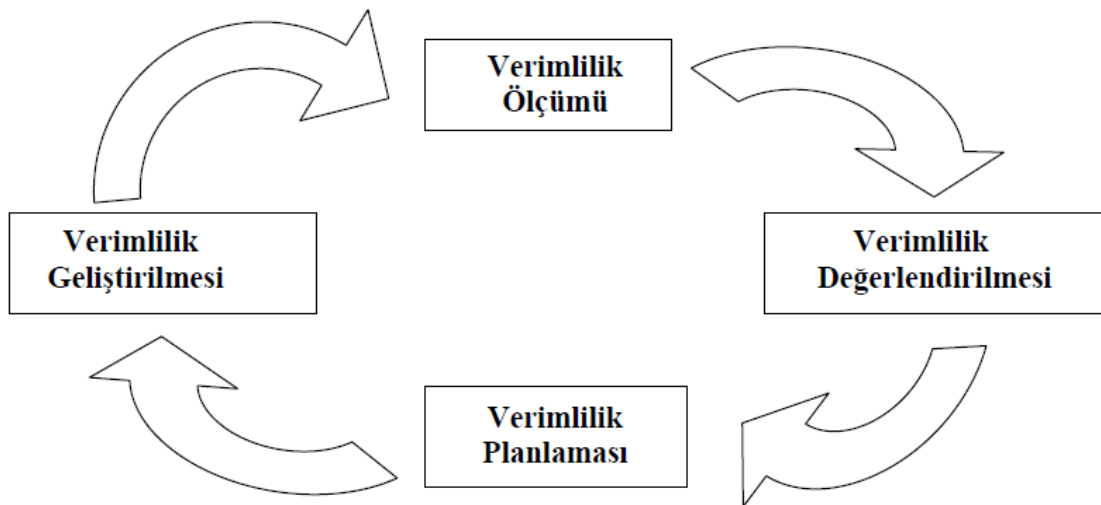 Verimlilik
Ölçümü
Verimlilik
Geliştirilmesi
Verimlilik
Değerlendirilmesi
Verimlilik
Planlaması